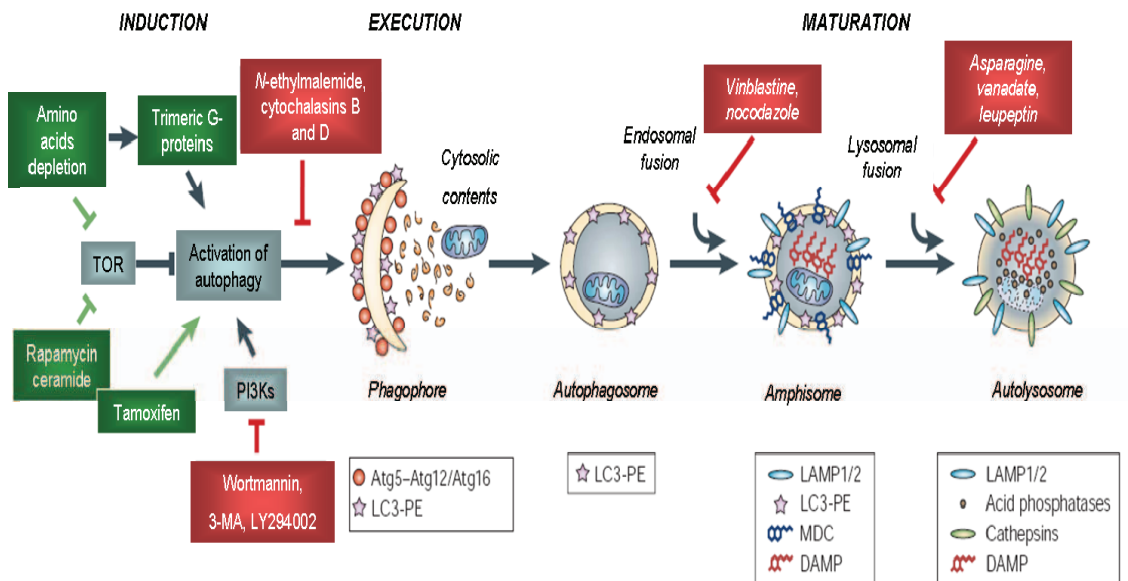 INDUCTION
EXECUTION
MATURATION
Amino
acids
depletion
Trimeric G-
proteins
N-ethylmalemide,
cytochalasins B
and D
Cytosolic
contents
Endosomal
fusion
Vinblastine,
nocodazole
Lysosomal
fusion
Asparagine,
vanadate,
leupeptin
TOR
Activation of
autophagy
Rapamycin
ceramide
Tamoxifen
PI3Ks
Wortmannin,
3-MA, LY294002
Phagophore
Autophagosome
Amphisome
Autolysosome
Atg5–Atg12/Atg16
LC3-PE
LC3-PE
LAMP1/2
LC3-PE
MDC
DAMP
LAMP1/2
Acid phosphatases
Cathepsins
DAMP